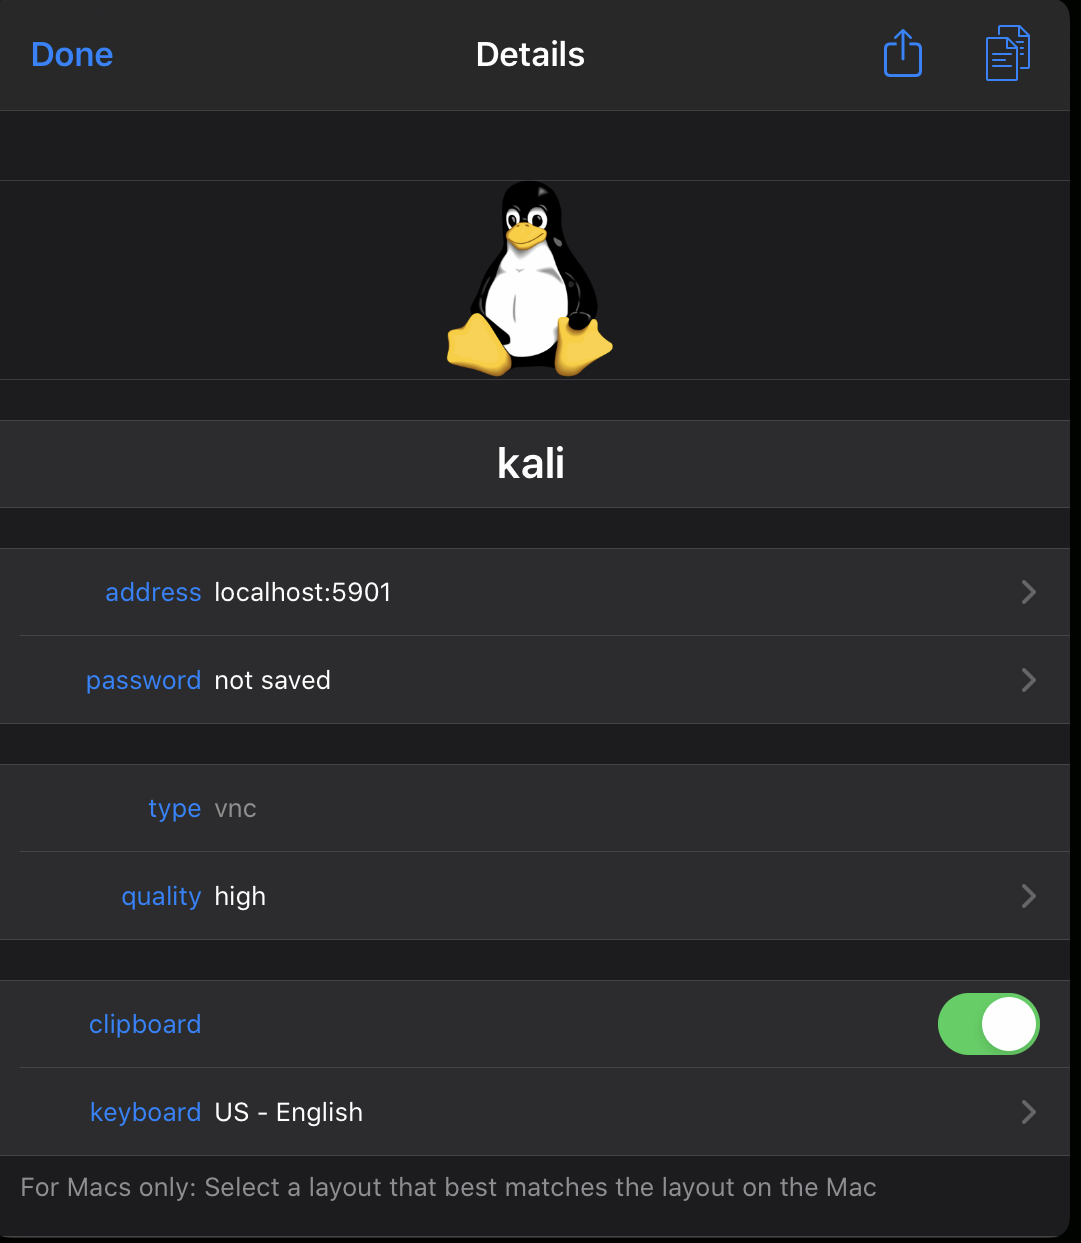 Done Details
kali
address localhost:5901
password not saved
type vnc
quality high
clipboard
keyboard US - English
For Macs only: Select a layout that best matches the layout on the Mac